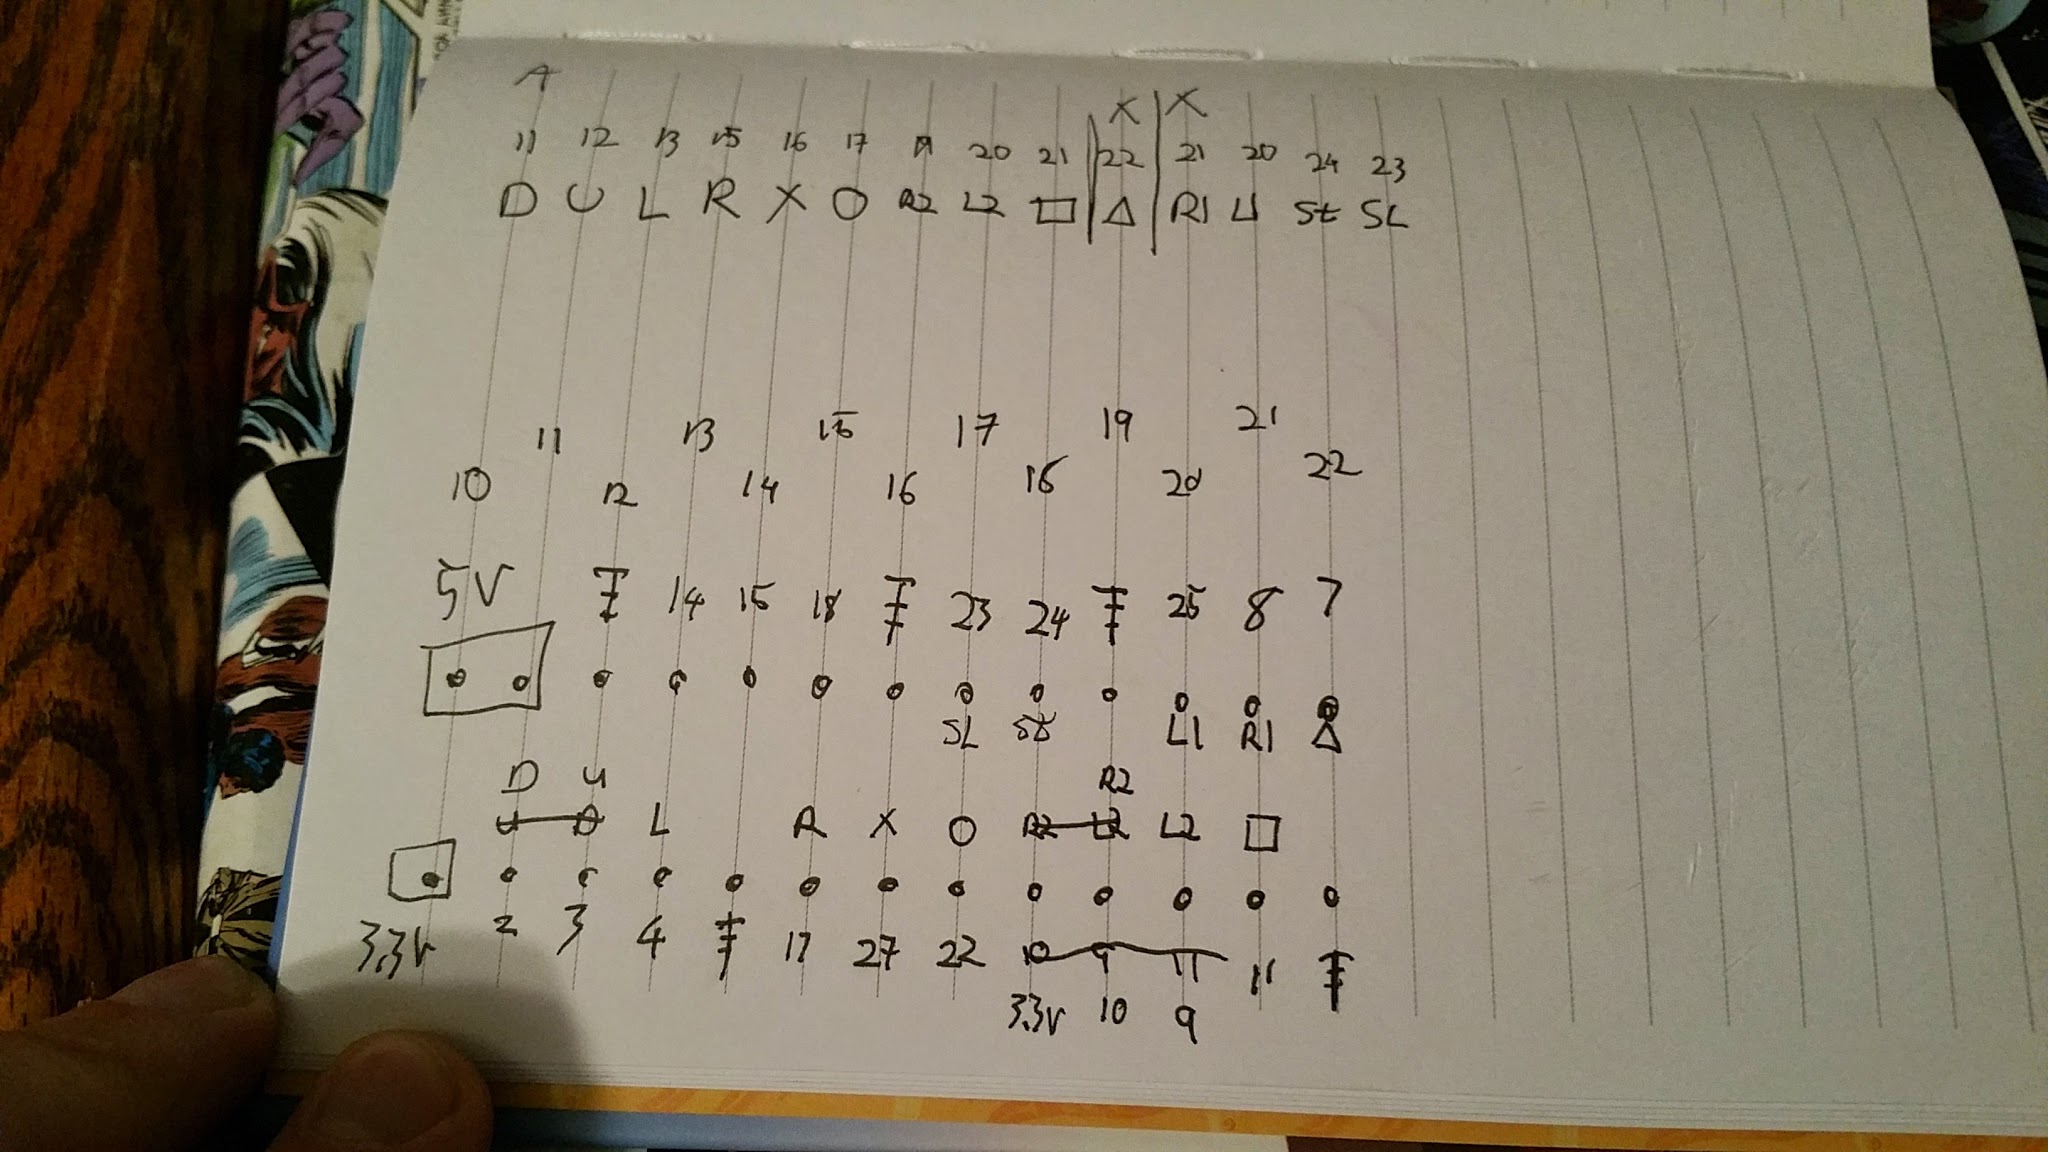 A
X X
11 12 13 15 16 17 19 20 21 22 21 20 24 23
D U L R X O R2 L2 □ △ R1 L1 St SL
11 13 15 17 19 21
10 12 14 16 18 20 22
5V 14 15 18 23 24 25 8 7
SL St L1 R1 △
D U R2
U D L R X O R2 L2 L2 □
3.3V 2 3 4 17 27 22 10 9 11 11
3.3V 10 9